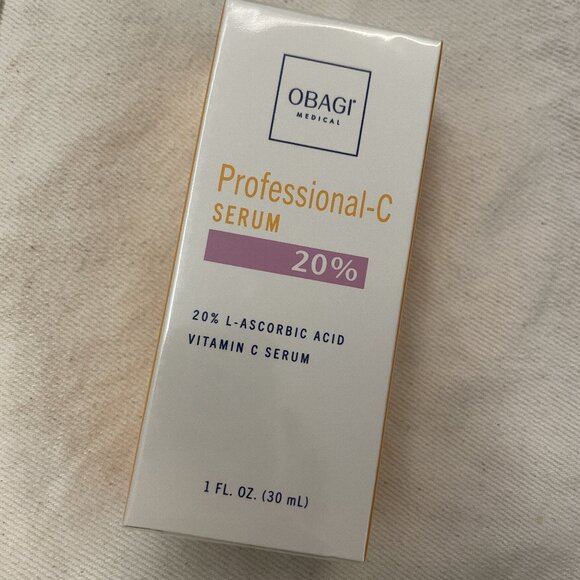 OBAGI
MEDICAL
Professional-C
SERUM
20%
20% L-ASCORBIC ACID
VITAMIN C SERUM
1 FL. OZ. (30 mL)